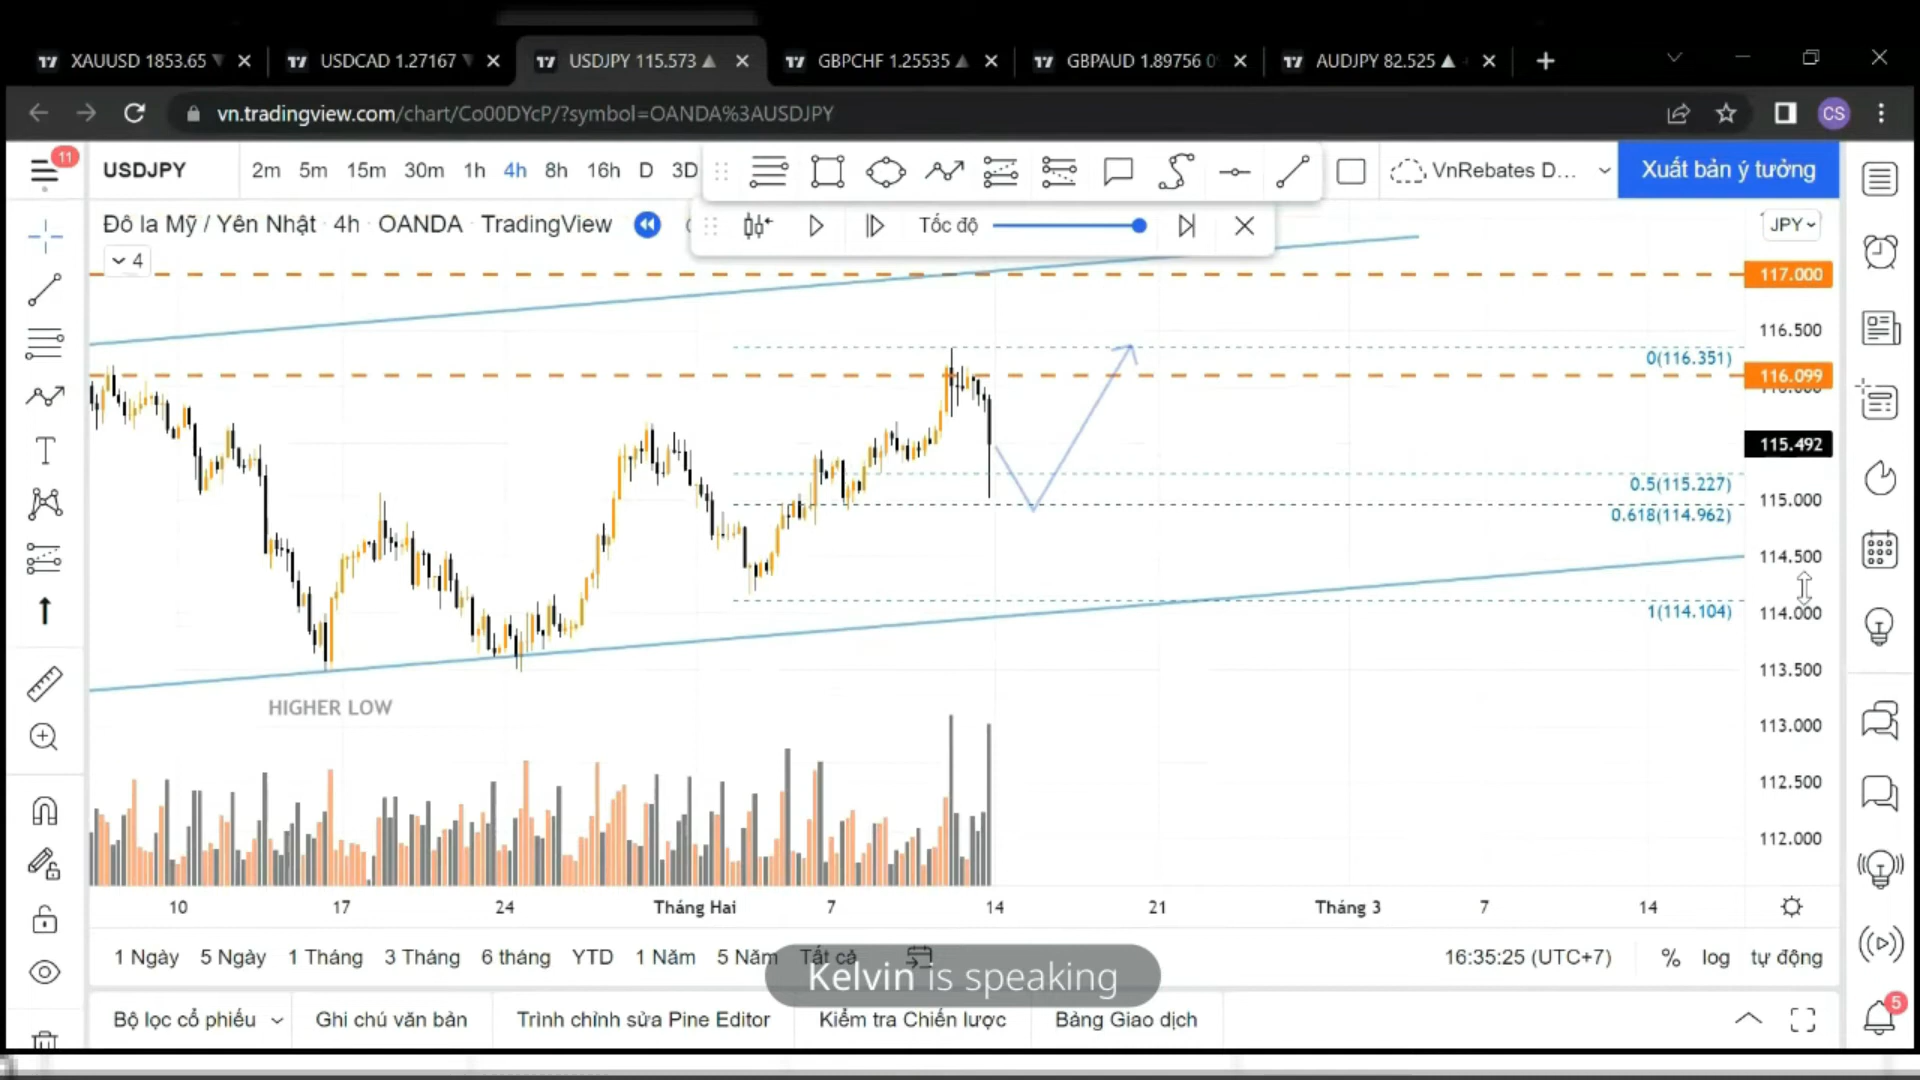 XAUUSD 1853.65
USDCAD 1.27167
USDJPY 115.573
GBPCHF 1.25535
GBPAUD 1.89756
AUDJPY 82.525
vn.tradingview.com/chart/Co00DYcP/?symbol=OANDA%3AUSDJPY
CS
11
USDJPY
2m 5m 15m 30m 1h 4h 8h 16h D 3D
VnRebates D...
Xuất bản ý tưởng
Đô la Mỹ / Yên Nhật · 4h · OANDA · TradingView
Tốc độ
JPY
4
117.000
116.500
0(116.351)
116.099
115.492
0.5(115.227)
115.000
0.618(114.962)
114.500
1(114.104)
114.000
113.500
HIGHER LOW
113.000
112.500
112.000
10 17 24 Tháng Hai 7 14 21 Tháng 3 7 14
1 Ngày 5 Ngày 1 Tháng 3 Tháng 6 tháng YTD 1 Năm 5 Năm Tất cả
16:35:25 (UTC+7) % log tự động
Kelvin is speaking
Bộ lọc cổ phiếu Ghi chú văn bản Trình chỉnh sửa Pine Editor Kiểm tra Chiến lược Bảng Giao dịch
5